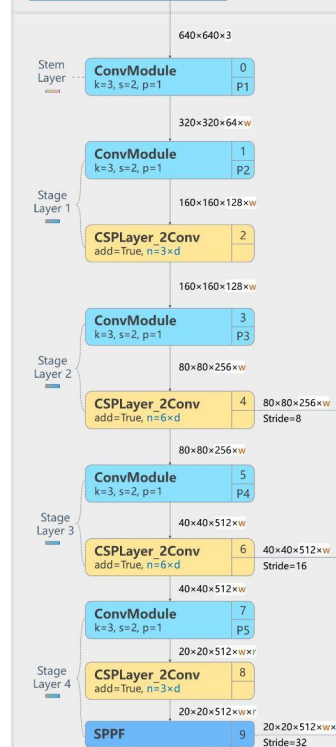 640×640×3
Stem
Layer
ConvModule
k=3, s=2, p=1
0
P1
320×320×64×w
ConvModule
k=3, s=2, p=1
1
P2
Stage
Layer 1
160×160×128×w
CSPLayer_2Conv
add=True, n=3×d
2
160×160×128×w
ConvModule
k=3, s=2, p=1
3
P3
Stage
Layer 2
80×80×256×w
CSPLayer_2Conv
add=True, n=6×d
4
80×80×256×w
Stride=8
80×80×256×w
ConvModule
k=3, s=2, p=1
5
P4
Stage
Layer 3
40×40×512×w
CSPLayer_2Conv
add=True, n=6×d
6
40×40×512×w
Stride=16
40×40×512×w
ConvModule
k=3, s=2, p=1
7
P5
20×20×512×w×r
Stage
Layer 4
CSPLayer_2Conv
add=True, n=3×d
8
20×20×512×w×r
SPPF
9
20×20×512×w×
Stride=32